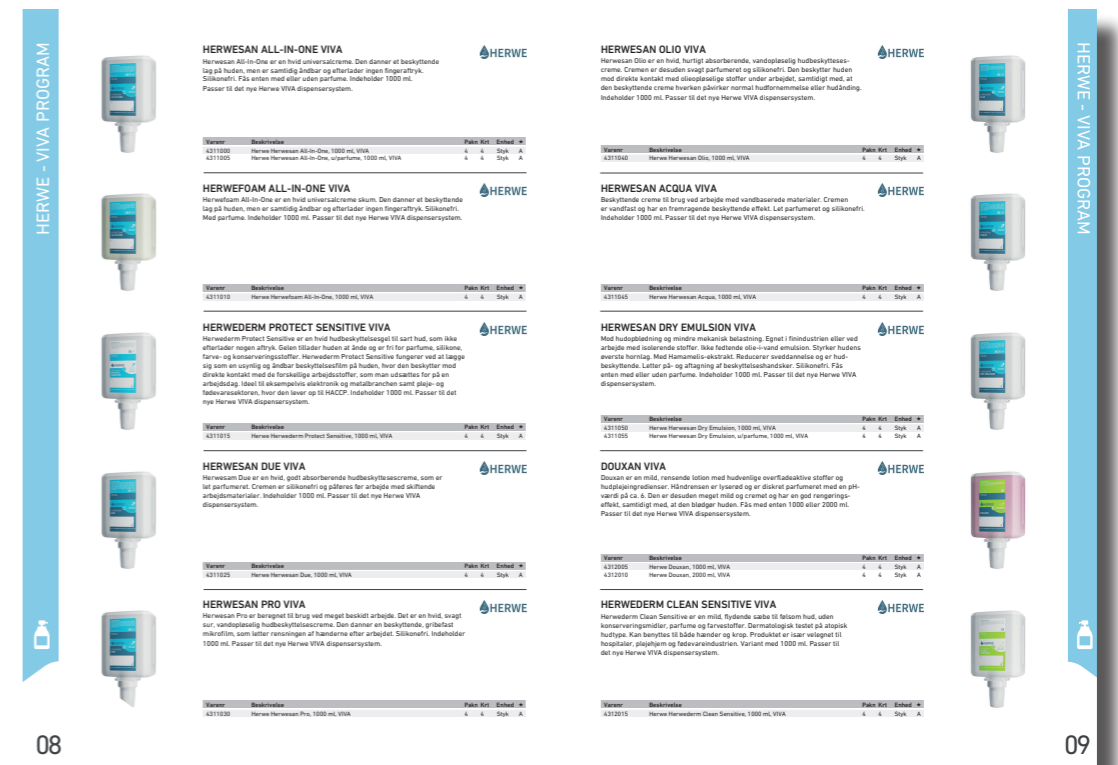 HERWE - VIVA PROGRAM
HERWESAN ALL-IN-ONE VIVA
HERWE
Herwesan All-In-One er en hvid universalcreme. Den danner et beskyttende
lag på huden, men er samtidig åndbar og efterlader ingen fingeraftryk.
Silikonefri. Fås enten med eller uden parfume. Indeholder 1000 ml.
Passer til det nye Herwe VIVA dispensersystem.
Varenr Beskrivelse Pakn Krt Enhed ★
4311000 Herwe Herwesan All-In-One, 1000 ml, VIVA 4 4 Styk A
4311005 Herwe Herwesan All-In-One, u/parfume, 1000 ml, VIVA 4 4 Styk A
HERWEFOAM ALL-IN-ONE VIVA
HERWE
Herwefoam All-In-One er en hvid universalcreme skum. Den danner et beskyttende
lag på huden, men er samtidig åndbar og efterlader ingen fingeraftryk. Silikonefri.
Med parfume. Indeholder 1000 ml. Passer til det nye Herwe VIVA dispensersystem.
Varenr Beskrivelse Pakn Krt Enhed ★
4311010 Herwe Herwefoam All-In-One, 1000 ml, VIVA 4 4 Styk A
HERWEDERM PROTECT SENSITIVE VIVA
HERWE
Herwederm Protect Sensitive er en hvid hudbeskyttelsesgel til sart hud, som ikke
efterlader nogen aftryk. Gelen tillader huden at ånde og er fri for parfume, silikone,
farve- og konserveringsstoffer. Herwederm Protect Sensitive fungerer ved at lægge
sig som en usynlig og åndbar beskyttelsesfilm på huden, hvor den beskytter mod
direkte kontakt med de forskellige arbejdsstoffer, som man udsættes for på en
arbejdsdag. Ideel til eksempelvis elektronik og metalbranchen samt pleje- og
fødevaresektoren, hvor den lever op til HACCP. Indeholder 1000 ml. Passer til det
nye Herwe VIVA dispensersystem.
Varenr Beskrivelse Pakn Krt Enhed ★
4311015 Herwe Herwederm Protect Sensitive, 1000 ml, VIVA 4 4 Styk A
HERWESAN DUE VIVA
HERWE
Herwesam Due er en hvid, godt absorberende hudbeskyttescreme, som er
let parfumeret. Cremen er silikonefri og påføres før arbejde med skiftende
arbejdsmaterialer. Indeholder 1000 ml. Passer til det nye Herwe VIVA
dispensersystem.
Varenr Beskrivelse Pakn Krt Enhed ★
4311025 Herwe Herwesan Due, 1000 ml, VIVA 4 4 Styk A
HERWESAN PRO VIVA
HERWE
Herwesan Pro er beregnet til brug ved meget beskidt arbejde. Det er en hvid, svagt
sur, vandopløselig hudbeskyttelsescreme. Den danner en beskyttende, gribefast
mikrofilm, som letter rensningen af hænderne efter arbejdet. Silikonefri. Indeholder
1000 ml. Passer til det nye Herwe VIVA dispensersystem.
Varenr Beskrivelse Pakn Krt Enhed ★
4311030 Herwe Herwesan Pro, 1000 ml, VIVA 4 4 Styk A
08
HERWESAN OLIO VIVA
HERWE
Herwesan Olio er en hvid, hurtigt absorberende, vandopløselig hudbeskyttelses-
creme. Cremen er desuden svagt parfumeret og silikonefri. Den beskytter huden
mod direkte kontakt med olieopløselige stoffer under arbejdet, samtidigt med, at
den beskyttende creme hverken påvirker normal hudfornemmelse eller hudånding.
Indeholder 1000 ml. Passer til det nye Herwe VIVA dispensersystem.
Varenr Beskrivelse Pakn Krt Enhed ★
4311040 Herwe Herwesan Olio, 1000 ml, VIVA 4 4 Styk A
HERWESAN ACQUA VIVA
HERWE
Beskyttende creme til brug ved arbejde med vandbaserede materialer. Cremen
er vandfast og har en fremragende beskyttende effekt. Let parfumeret og silikonefri.
Indeholder 1000 ml. Passer til det nye Herwe VIVA dispensersystem.
Varenr Beskrivelse Pakn Krt Enhed ★
4311045 Herwe Herwesan Acqua, 1000 ml, VIVA 4 4 Styk A
HERWESAN DRY EMULSION VIVA
HERWE
Mod hudopblødning og mindre mekanisk belastning. Egnet i finindustrien eller ved
arbejde med isolerende stoffer. Ikke fedtende olie-i-vand emulsion. Styrker hudens
øverste hornlag. Med Hamamelis-ekstrakt. Reducerer sveddannelse og er hud-
beskyttende. Letter på- og aftagning af beskyttelseshandsker. Silikonefri. Fås
enten med eller uden parfume. Indeholder 1000 ml. Passer til det nye Herwe VIVA
dispensersystem.
Varenr Beskrivelse Pakn Krt Enhed ★
4311050 Herwe Herwesan Dry Emulsion, 1000 ml, VIVA 4 4 Styk A
4311055 Herwe Herwesan Dry Emulsion, u/parfume, 1000 ml, VIVA 4 4 Styk A
DOUXAN VIVA
HERWE
Douxan er en mild, rensende lotion med hudvenlige overfladeaktive stoffer og
hudplejeingredienser. Håndrensen er lyserød og er diskret parfumeret med en pH-
værdi på ca. 6. Den er desuden meget mild og cremet og har en god rengørings-
effekt, samtidigt med, at den blødgør huden. Fås med enten 1000 eller 2000 ml.
Passer til det nye Herwe VIVA dispensersystem.
Varenr Beskrivelse Pakn Krt Enhed ★
4312005 Herwe Douxan, 1000 ml, VIVA 4 4 Styk A
4312010 Herwe Douxan, 2000 ml, VIVA 4 4 Styk A
HERWEDERM CLEAN SENSITIVE VIVA
HERWE
Herwederm Clean Sensitive er en mild, flydende sæbe til følsom hud, uden
konserveringsmidler, parfume og farvestoffer. Dermatologisk testet på atopisk
hudtype. Kan benyttes til både hænder og krop. Produktet er især velegnet til
hospitaler, plejehjem og fødevareindustrien. Variant med 1000 ml. Passer til
det nye Herwe VIVA dispensersystem.
Varenr Beskrivelse Pakn Krt Enhed ★
4312015 Herwe Herwederm Clean Sensitive, 1000 ml, VIVA 4 4 Styk A
HERWE - VIVA PROGRAM
09